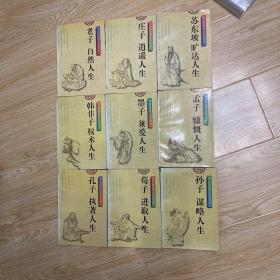 老子 自然人生
庄子 逍遥人生
苏东坡 旷达人生
韩非子 权术人生
墨子 兼爱人生
孟子 慷慨人生
孔子 执著人生
荀子 进取人生
孙子 谋略人生